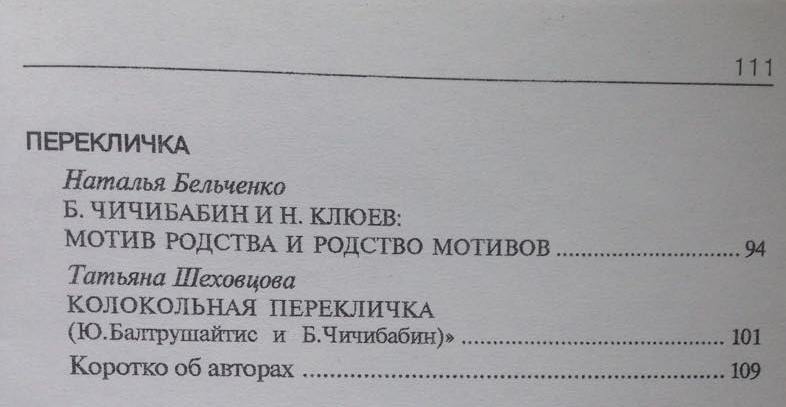 111
ПЕРЕКЛИЧКА
Наталья Бельченко
Б. ЧИЧИБАБИН И Н. КЛЮЕВ:
МОТИВ РОДСТВА И РОДСТВО МОТИВОВ ........................... 94
Татьяна Шеховцова
КОЛОКОЛЬНАЯ ПЕРЕКЛИЧКА
(Ю.Балтрушайтис и Б.Чичибабин)» ...................................... 101
Коротко об авторах ............................................................. 109